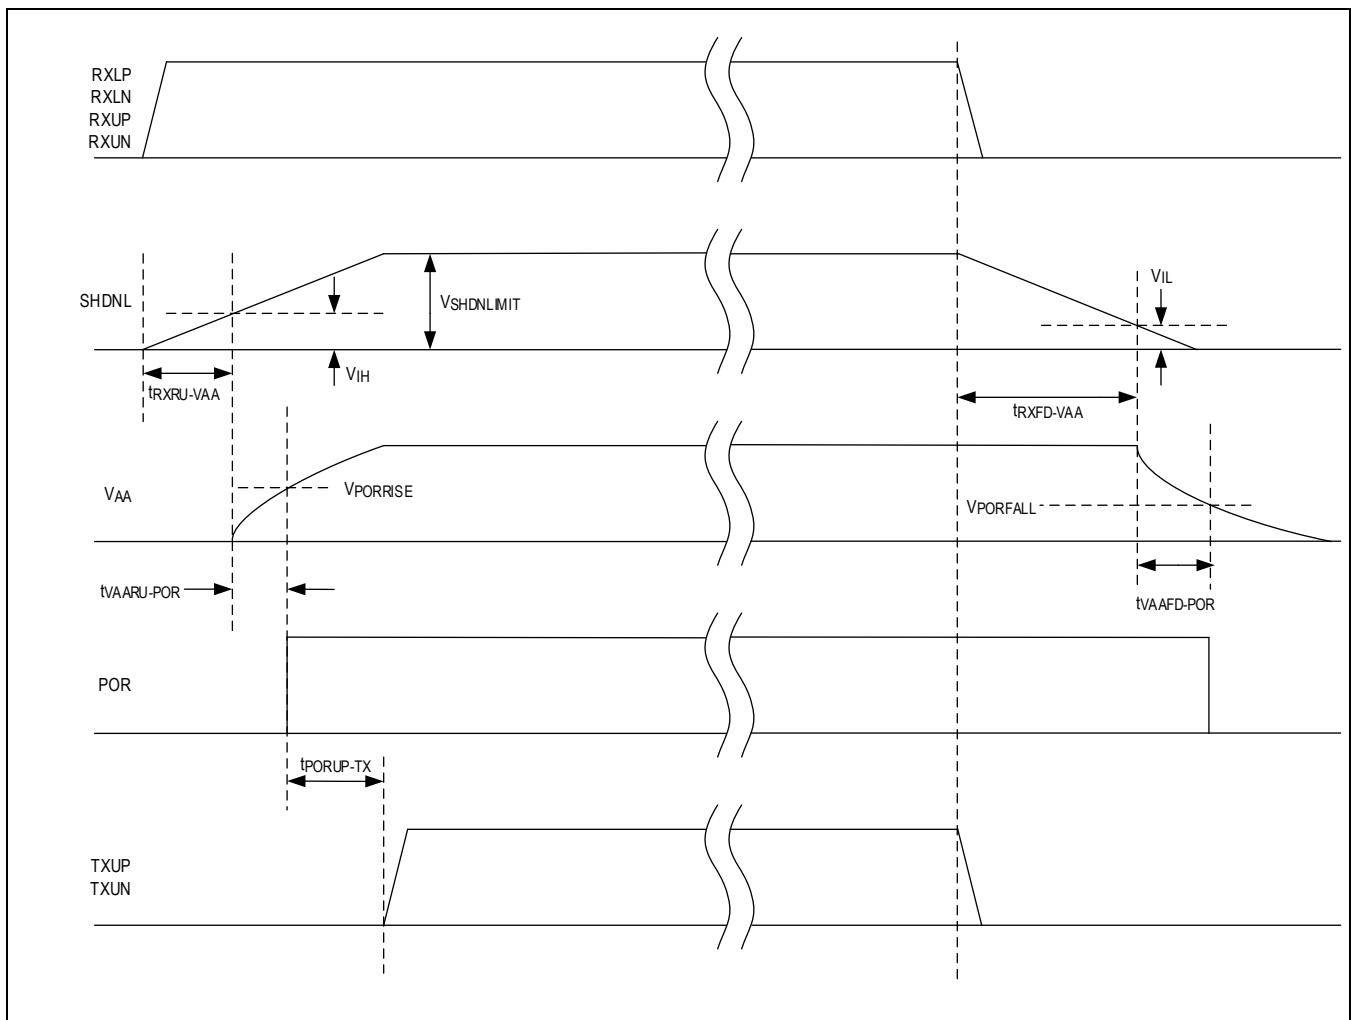 RXLP
RXLN
RXUP
RXUN
SHDNL
VSHDNLIMIT
VIL
VIH
tRXRU-VAA
tRXFD-VAA
VAA
VPORRISE
VPORFALL
tVAARU-POR
tVAAFD-POR
POR
tPORUP-TX
TXUP
TXUN